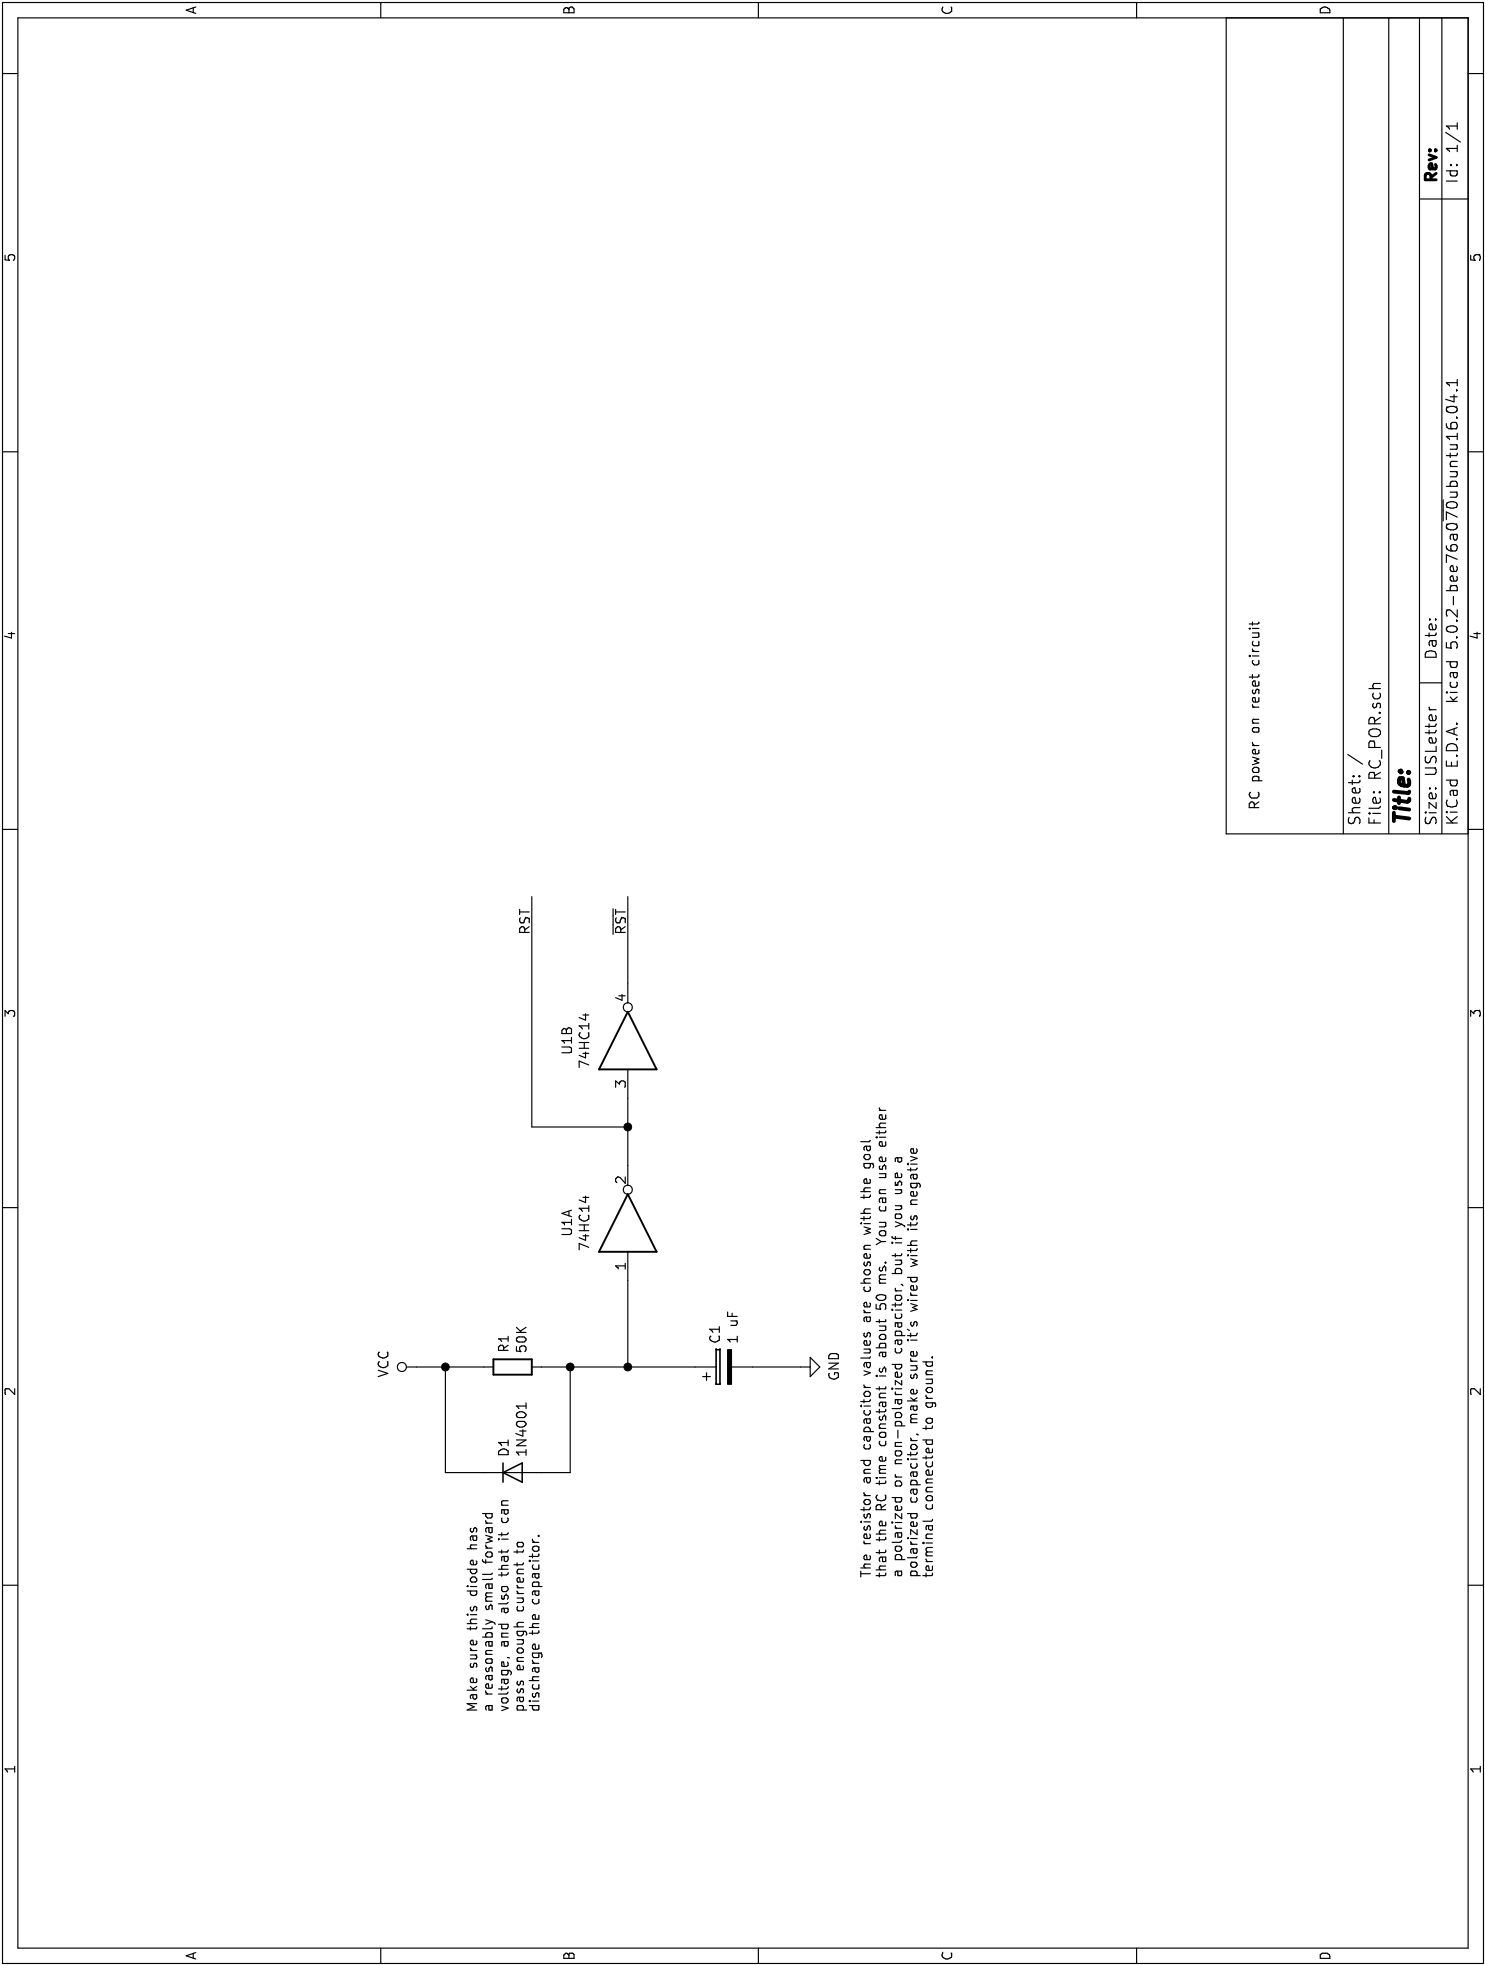 1
2
3
4
5
A
B
C
D
VCC
R1
50K
D1
1N4001
Make sure this diode has
a reasonably small forward
voltage, and also that it can
pass enough current to
discharge the capacitor.
RST
U1A
74HC14
1
2
U1B
74HC14
3
4
RST
+
C1
1 uF
GND
The resistor and capacitor values are chosen with the goal
that the RC time constant is about 50 ms. You can use either
a polarized or non-polarized capacitor, but if you use a
polarized capacitor, make sure it's wired with its negative
terminal connected to ground.
RC power on reset circuit
Sheet: /
File: RC_POR.sch
Title:
Size: USLetter
Date:
Rev:
KiCad E.D.A. kicad 5.0.2-bee76a070ubuntu16.04.1
Id: 1/1
1
2
3
4
5
A
B
C
D